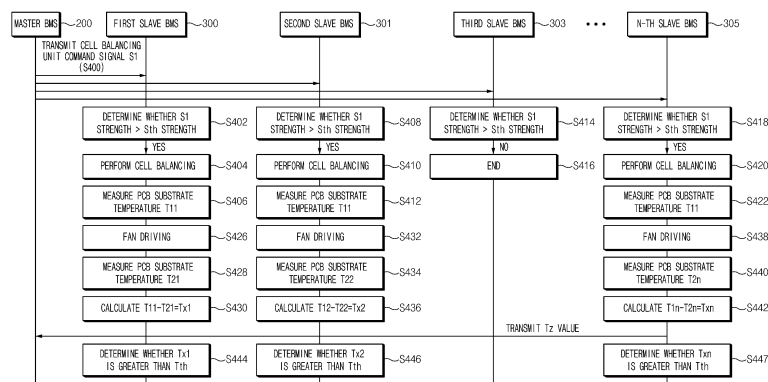 MASTER BMS 200 FIRST SLAVE BMS 300 SECOND SLAVE BMS 301 THIRD SLAVE BMS 303 ••• N-TH SLAVE BMS 305
TRANSMIT CELL BALANCING
UNIT COMMAND SIGNAL S1
(S400)
DETERMINE WHETHER S1
STRENGTH > Sth STRENGTH
S402
DETERMINE WHETHER S1
STRENGTH > Sth STRENGTH
S408
DETERMINE WHETHER S1
STRENGTH > Sth STRENGTH
S414
DETERMINE WHETHER S1
STRENGTH > Sth STRENGTH
S418
YES YES NO YES
PERFORM CELL BALANCING S404 PERFORM CELL BALANCING S410 END S416 PERFORM CELL BALANCING S420
MEASURE PCB SUBSTRATE
TEMPERATURE T11
S406
MEASURE PCB SUBSTRATE
TEMPERATURE T11
S412
MEASURE PCB SUBSTRATE
TEMPERATURE T11
S422
FAN DRIVING S426 FAN DRIVING S432 FAN DRIVING S438
MEASURE PCB SUBSTRATE
TEMPERATURE T21
S428
MEASURE PCB SUBSTRATE
TEMPERATURE T22
S434
MEASURE PCB SUBSTRATE
TEMPERATURE T2n
S440
CALCULATE T11-T21=Tx1 S430 CALCULATE T12-T22=Tx2 S436 CALCULATE T1n-T2n=Txn S442
TRANSMIT Tz VALUE
DETERMINE WHETHER Tx1
IS GREATER THAN Tth
S444
DETERMINE WHETHER Tx2
IS GREATER THAN Tth
S446
DETERMINE WHETHER Txn
IS GREATER THAN Tth
S447